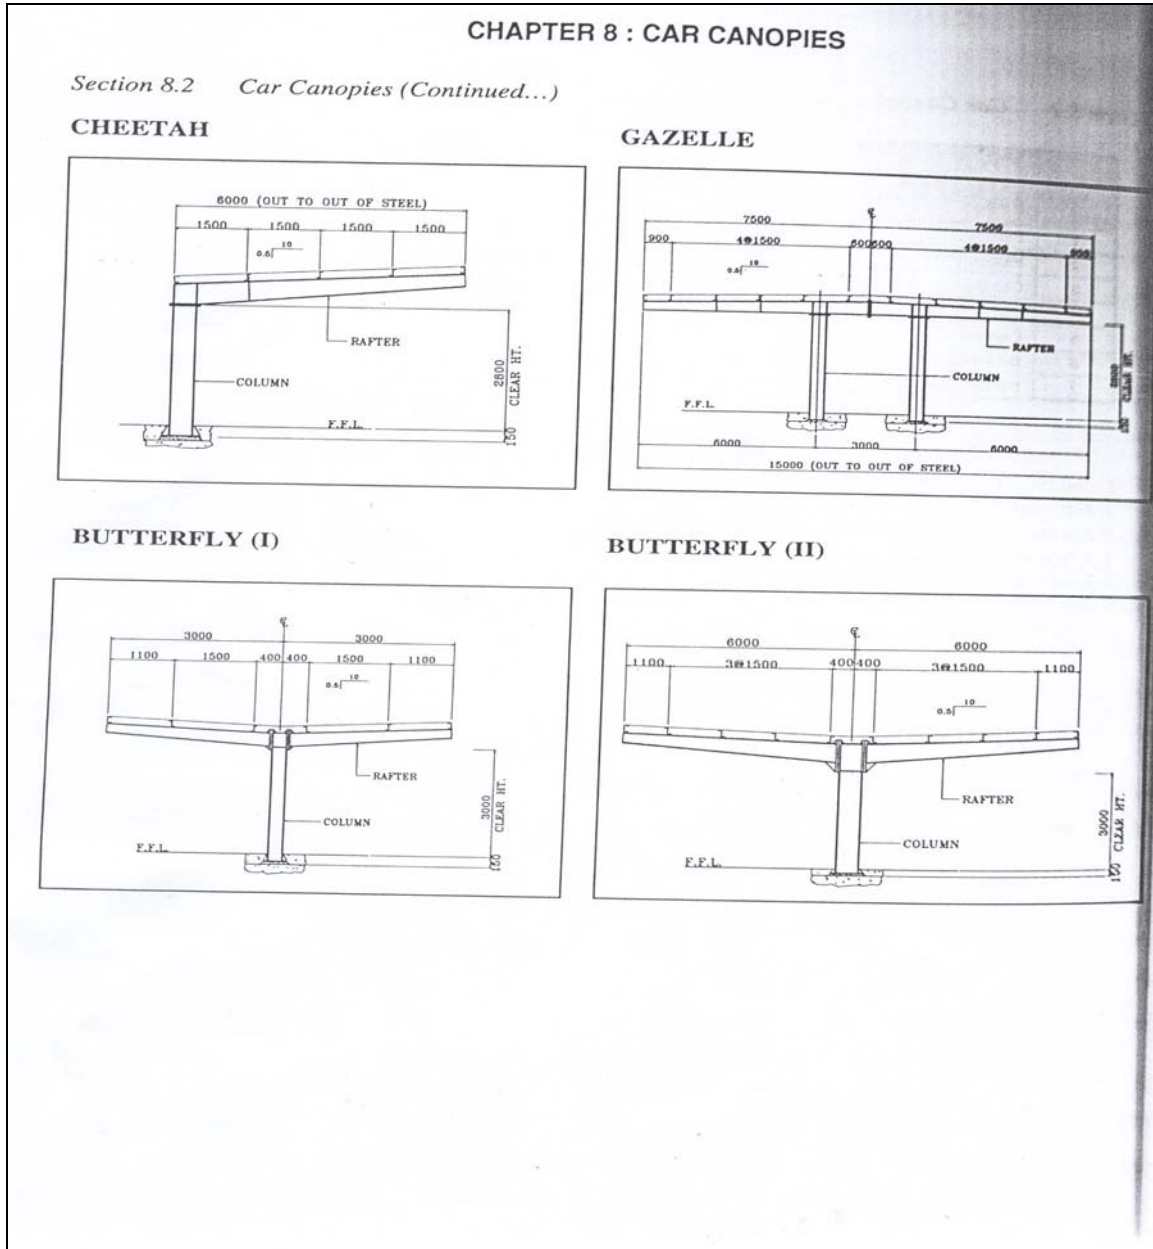 CHAPTER 8 : CAR CANOPIES
Section 8.2 Car Canopies (Continued...)
CHEETAH
6000 (OUT TO OUT OF STEEL)
1500 1500 1500 1500
10
0.5
RAFTER
COLUMN
2800
CLEAR HT.
F.F.L.
150
GAZELLE
℄
7500 7500
900 4@1500 600 600 4@1500 900
10
0.5
RAFTER
COLUMN
CLEAR HT.
F.F.L.
6000 3000 6000
15000 (OUT TO OUT OF STEEL)
BUTTERFLY (I)
℄
3000 3000
1100 1500 400 400 1500 1100
10
0.5
RAFTER
3000
CLEAR HT.
COLUMN
F.F.L.
150
BUTTERFLY (II)
℄
6000 6000
1100 3@1500 400 400 3@1500 1100
10
0.5
RAFTER
3000
CLEAR HT.
COLUMN
F.F.L.
150